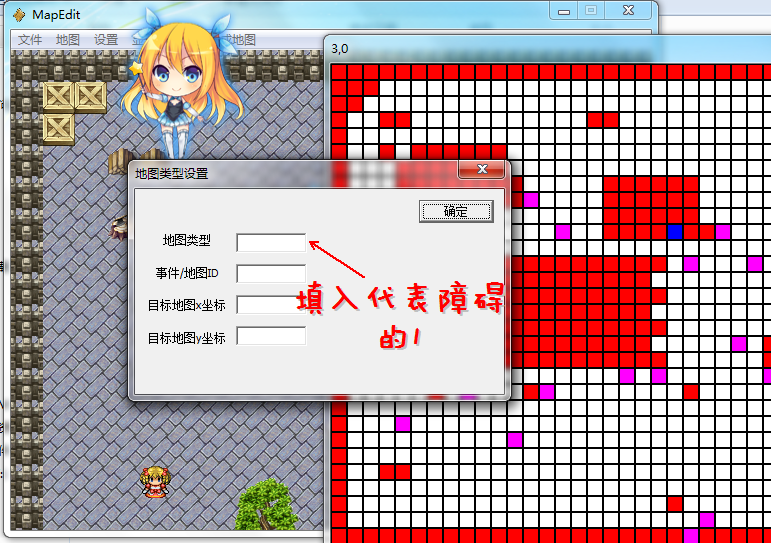 MapEdit
文件 地图 设置
地图
3,0
地图类型设置
确定
地图类型
事件/地图ID
目标地图x坐标
目标地图y坐标
填入代表障碍
的1